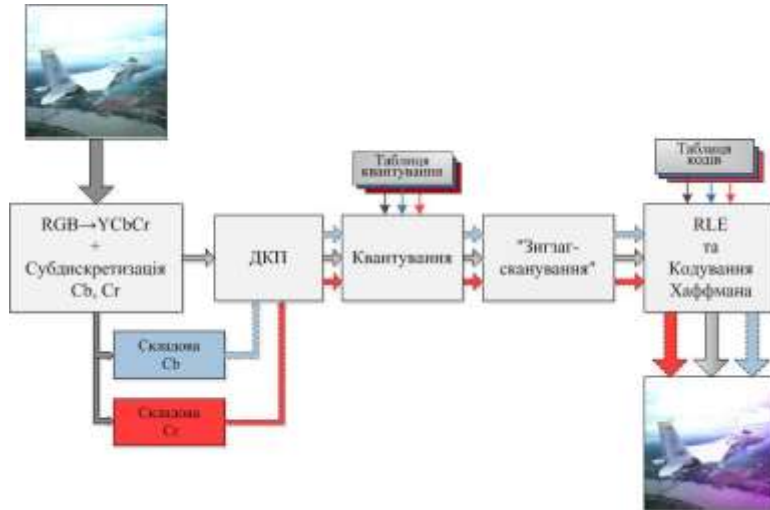 Таблиця
квантування
Таблиця
кодів
RGB→YCbCr
+
Субдискретизація
Cb, Cr
ДКП
Квантування
"Зигзаг-
сканування"
RLE
та
Кодування
Хаффмана
Складова
Cb
Складова
Cr